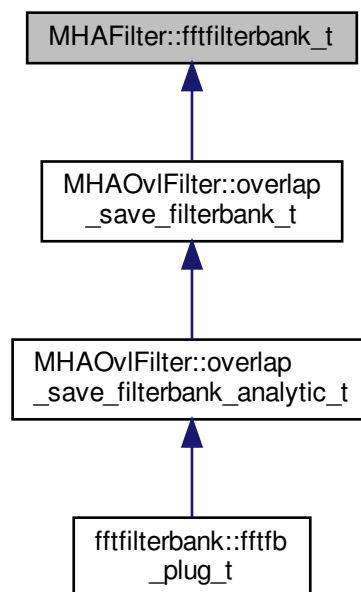 MHAFilter::fftfilterbank_t
MHAOvlFilter::overlap
_save_filterbank_t
MHAOvlFilter::overlap
_save_filterbank_analytic_t
fftfilterbank::fftfb
_plug_t